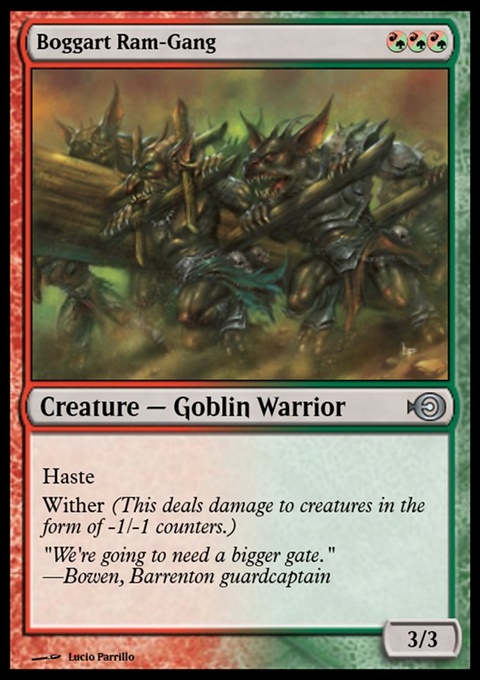 Boggart Ram-Gang
Creature — Goblin Warrior
Haste
Wither (This deals damage to creatures in the
form of -1/-1 counters.)
"We're going to need a bigger gate."
—Bowen, Barrenton guardcaptain
3/3
Lucio Parrillo